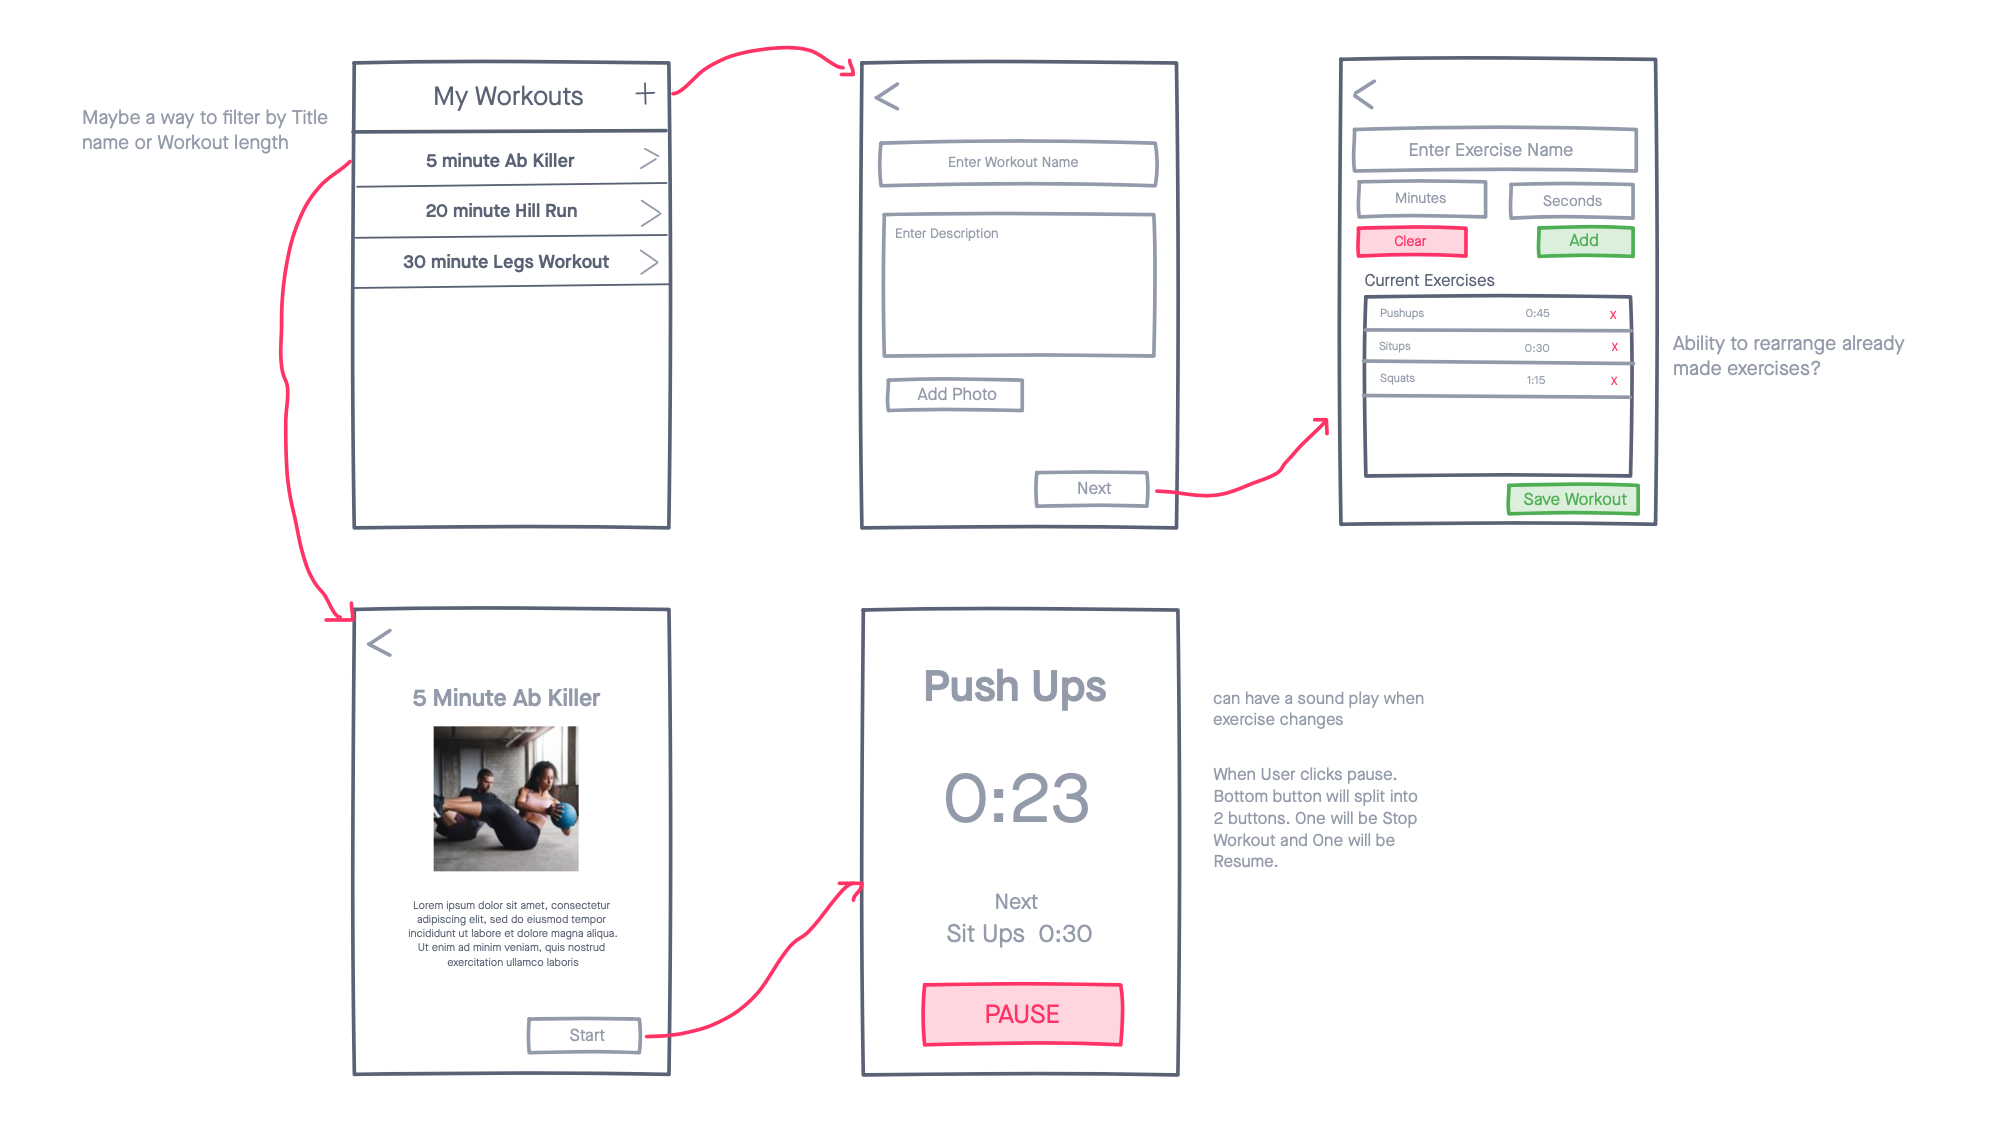 Maybe a way to filter by Title
name or Workout length
My Workouts
5 minute Ab Killer
20 minute Hill Run
30 minute Legs Workout
Enter Workout Name
Enter Description
Add Photo
Next
Enter Exercise Name
Minutes
Seconds
Clear
Add
Current Exercises
Pushups 0:45 x
Situps 0:30 x
Squats 1:15 x
Save Workout
Ability to rearrange already
made exercises?
5 Minute Ab Killer
Lorem ipsum dolor sit amet, consectetur
adipiscing elit, sed do eiusmod tempor
incididunt ut labore et dolore magna aliqua.
Ut enim ad minim veniam, quis nostrud
exercitation ullamco laboris
Start
Push Ups
0:23
Next
Sit Ups 0:30
PAUSE
can have a sound play when
exercise changes
When User clicks pause.
Bottom button will split into
2 buttons. One will be Stop
Workout and One will be
Resume.